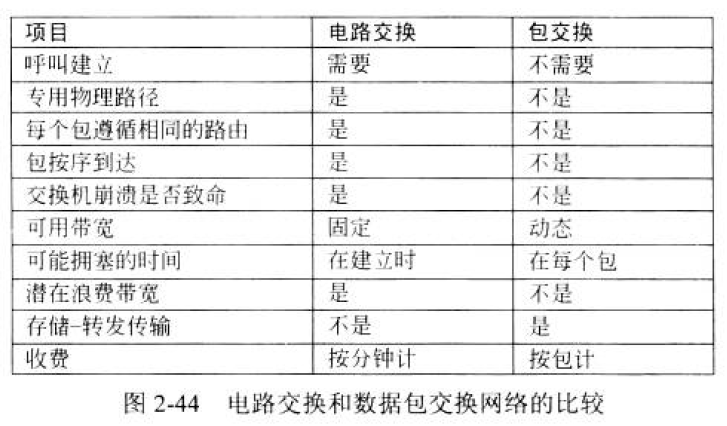 项目 电路交换 包交换
呼叫建立 需要 不需要
专用物理路径 是 不是
每个包遵循相同的路由 是 不是
包按序到达 是 不是
交换机崩溃是否致命 是 不是
可用带宽 固定 动态
可能拥塞的时间 在建立时 在每个包
潜在浪费带宽 是 不是
存储-转发传输 不是 是
收费 按分钟计 按包计
图 2-44 电路交换和数据包交换网络的比较